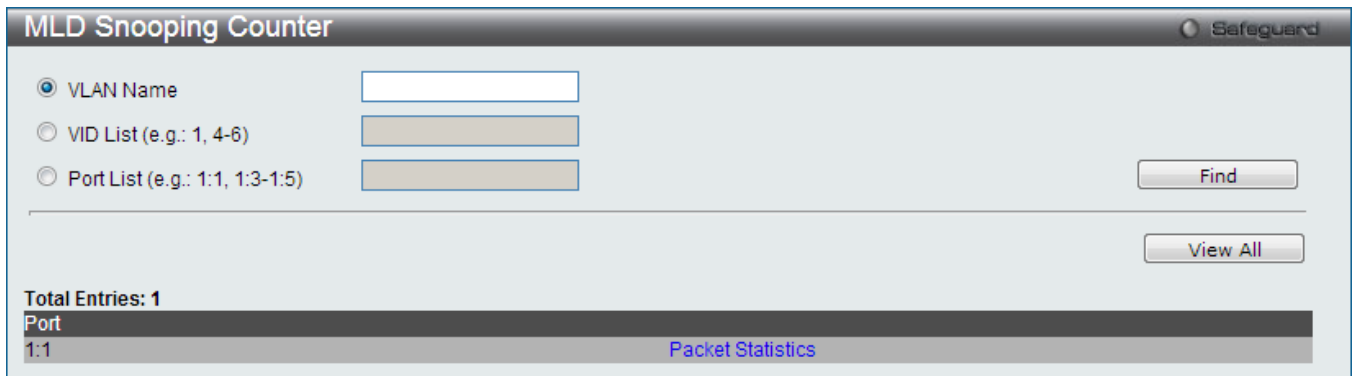 MLD Snooping Counter
Safeguard
VLAN Name
VID List (e.g.: 1, 4-6)
Port List (e.g.: 1:1, 1:3-1:5)
Find
View All
Total Entries: 1
Port
1:1 Packet Statistics